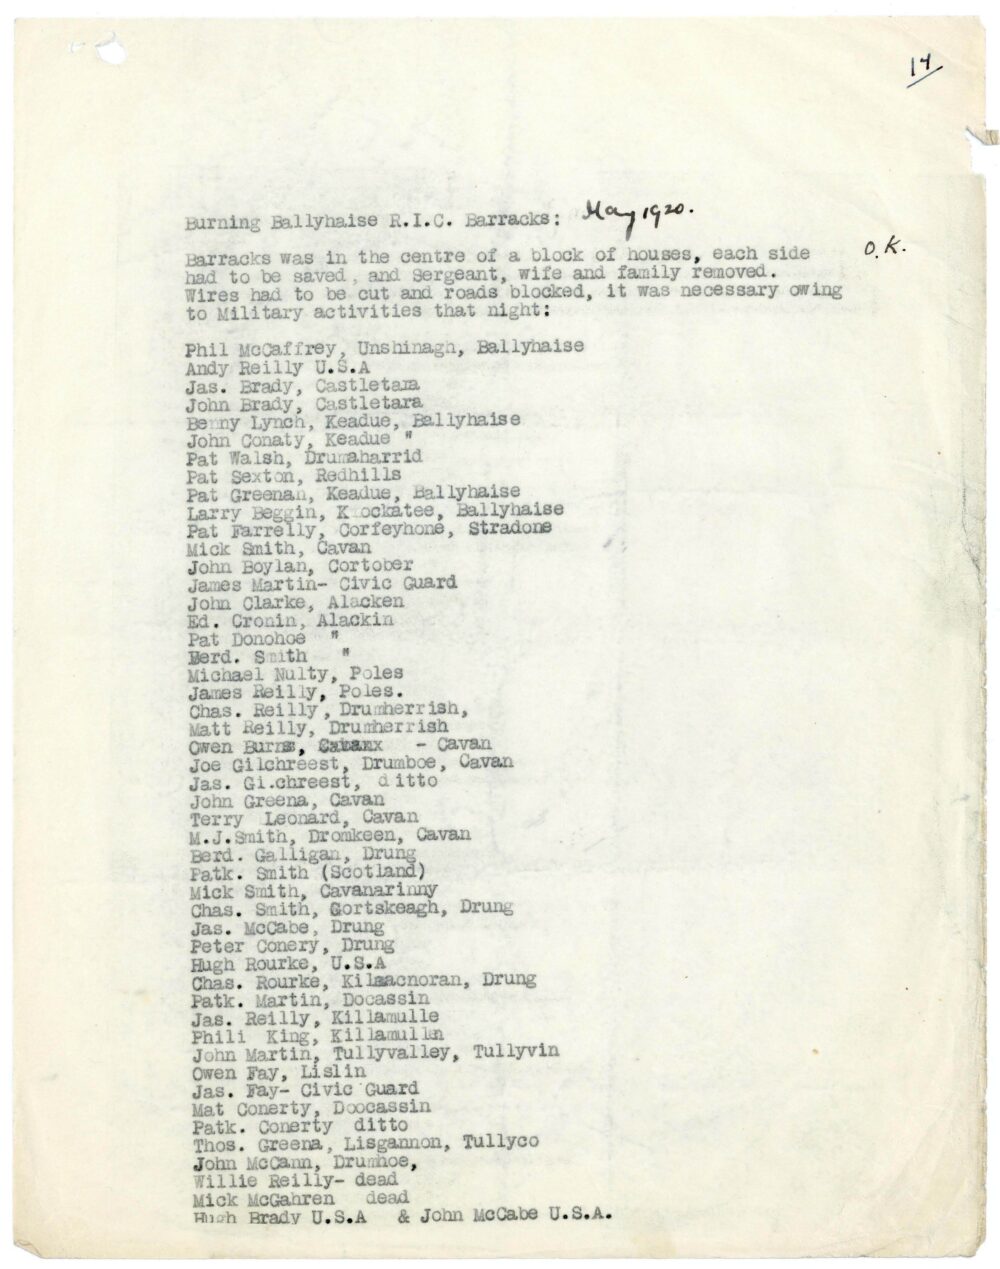 14
Burning Ballyhaise R.I.C. Barracks: May 1920.
Barracks was in the centre of a block of houses, each side O.K.
had to be saved, and Sergeant, wife and family removed.
Wires had to be cut and roads blocked, it was necessary owing
to Military activities that night:
Phil McCaffrey, Unshinagh, Ballyhaise
Andy Reilly U.S.A
Jas. Brady, Castletara
John Brady, Castletara
Benny Lynch, Keadue, Ballyhaise
John Conaty, Keadue "
Pat Walsh, Drumaharrid
Pat Sexton, Redhills
Pat Greenan, Keadue, Ballyhaise
Larry Beggin, K ockatee, Ballyhaise
Pat Farrelly, Corfeyhone, Stradone
Mick Smith, Cavan
John Boylan, Cortober
James Martin- Civic Guard
John Clarke, Alacken
Ed. Cronin, Alackin
Pat Donohoe "
Berd. Smith "
Michael Nulty, Poles
James Reilly, Poles.
Chas. Reilly, Drumherrish,
Matt Reilly, Drumherrish
Owen Burns, - Cavan
Joe Gilchreest, Drumboe, Cavan
Jas. Gi.chreest, ditto
John Greena, Cavan
Terry Leonard, Cavan
M.J.Smith, Dromkeen, Cavan
Berd. Galligan, Drung
Patk. Smith (Scotland)
Mick Smith, Cavanarinny
Chas. Smith, Gortskeagh, Drung
Jas. McCabe, Drung
Peter Conery, Drung
Hugh Rourke, U.S.A
Chas. Rourke, Kilmacnoran, Drung
Patk. Martin, Docassin
Jas. Reilly, Killamulle
Phili King, Killamullen
John Martin, Tullyvalley, Tullyvin
Owen Fay, Lislin
Jas. Fay- Civic Guard
Mat Conerty, Doocassin
Patk. Conerty ditto
Thos. Greena, Lisgannon, Tullyco
John McCann, Drumhoe,
Willie Reilly- dead
Mick McGahren dead
Hugh Brady U.S.A & John McCabe U.S.A.